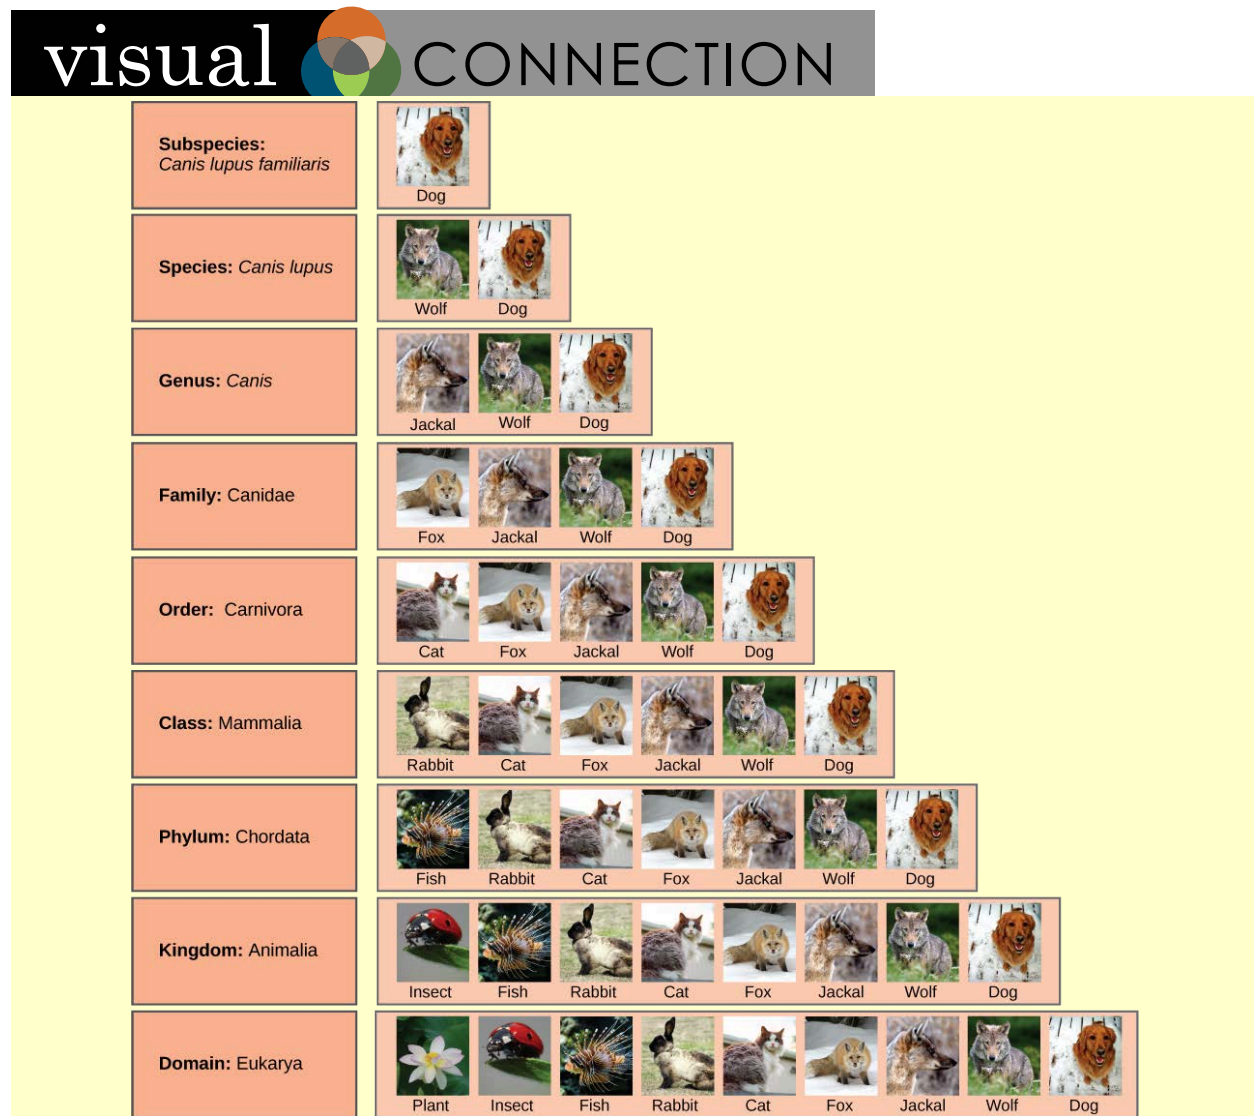 visual CONNECTION
Subspecies:
Canis lupus familiaris
Dog
Species: Canis lupus
Wolf Dog
Genus: Canis
Jackal Wolf Dog
Family: Canidae
Fox Jackal Wolf Dog
Order: Carnivora
Cat Fox Jackal Wolf Dog
Class: Mammalia
Rabbit Cat Fox Jackal Wolf Dog
Phylum: Chordata
Fish Rabbit Cat Fox Jackal Wolf Dog
Kingdom: Animalia
Insect Fish Rabbit Cat Fox Jackal Wolf Dog
Domain: Eukarya
Plant Insect Fish Rabbit Cat Fox Jackal Wolf Dog